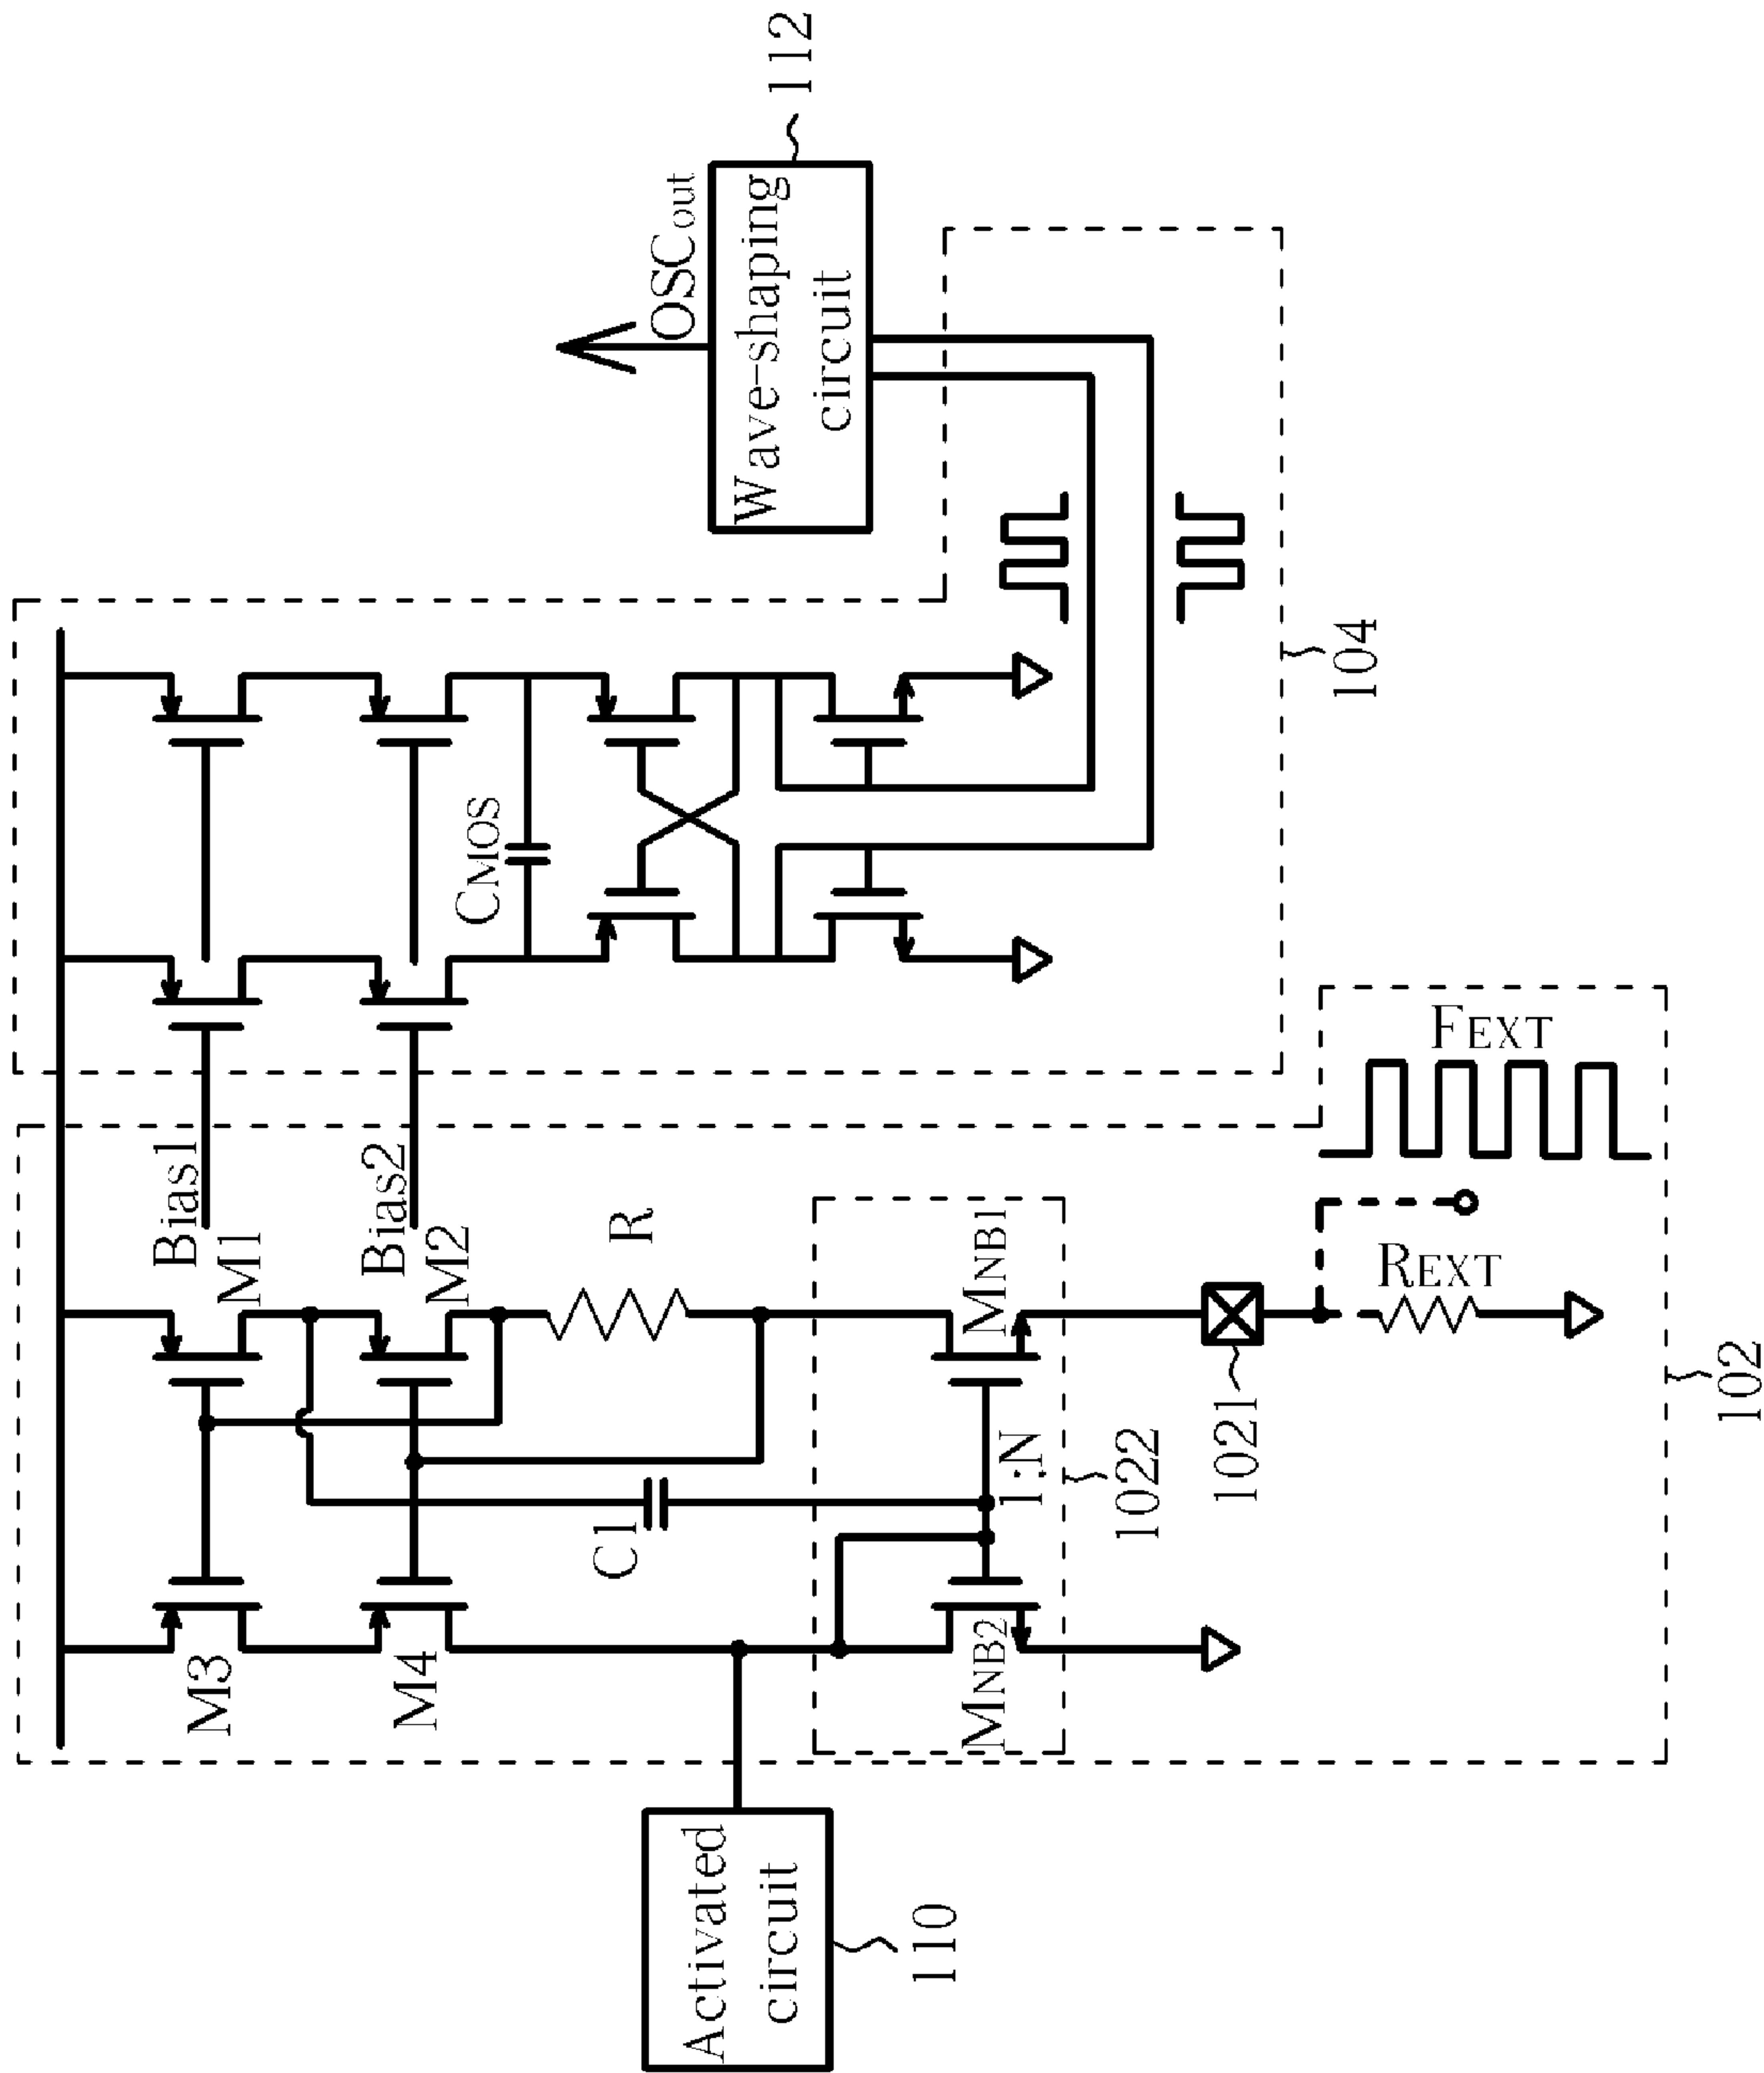 Activated
circuit
110
M3
M4
M1
M2
Bias1
Bias2
R
C1
MNB2
MNB1
1:N
1022
1021
REXT
FEXT
102
CMOS
104
OSCout
Wave-shaping
circuit
112